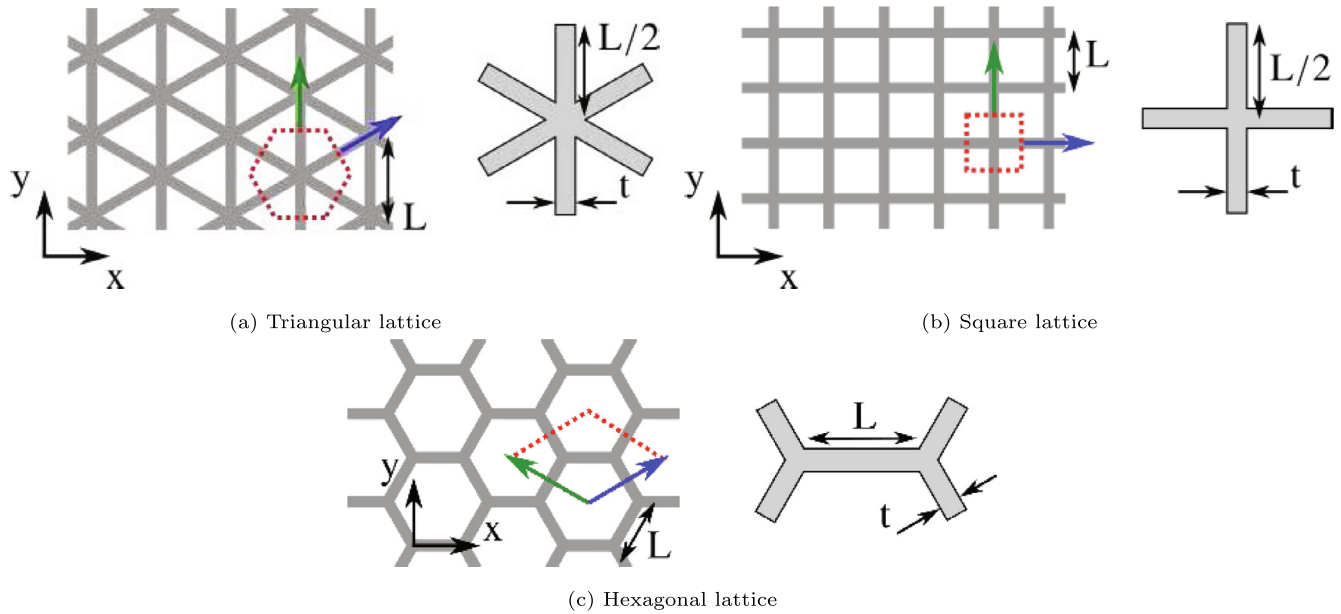 L/2
L
t
y
x
(a) Triangular lattice
L/2
L
t
y
x
(b) Square lattice
L
y
x
L
t
(c) Hexagonal lattice